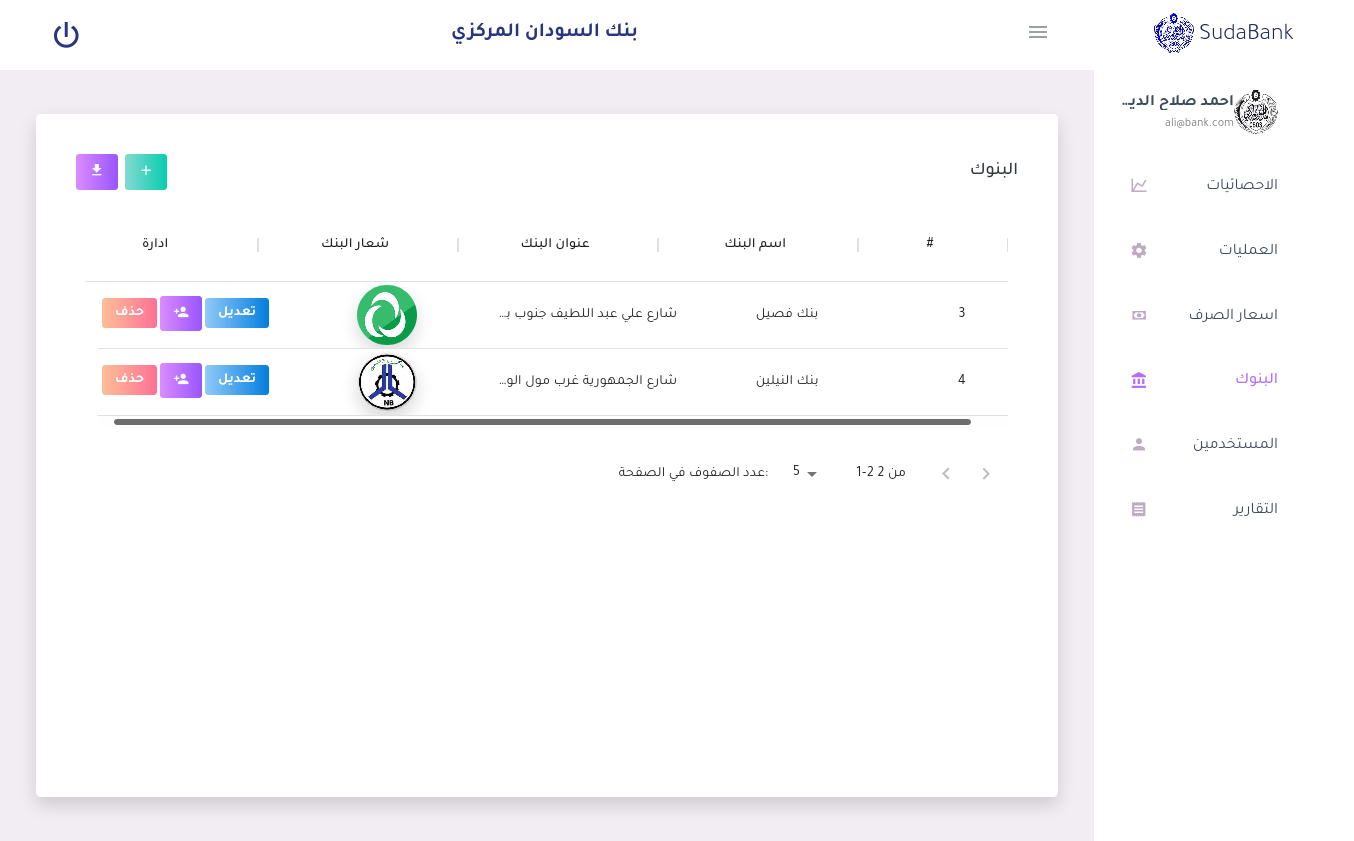 SudaBank
بنك السودان المركزي
احمد صلاح الديـ...
ali@bank.com
الاحصائيات
العمليات
اسعار الصرف
البنوك
المستخدمين
التقارير
البنوك
# اسم البنك عنوان البنك شعار البنك ادارة
3 بنك فصيل شارع علي عبد اللطيف جنوب بـ... تعديل حذف
4 بنك النيلين شارع الجمهورية غرب مول الو... NB تعديل حذف
عدد الصفوف في الصفحة: 5 1-2 من 2